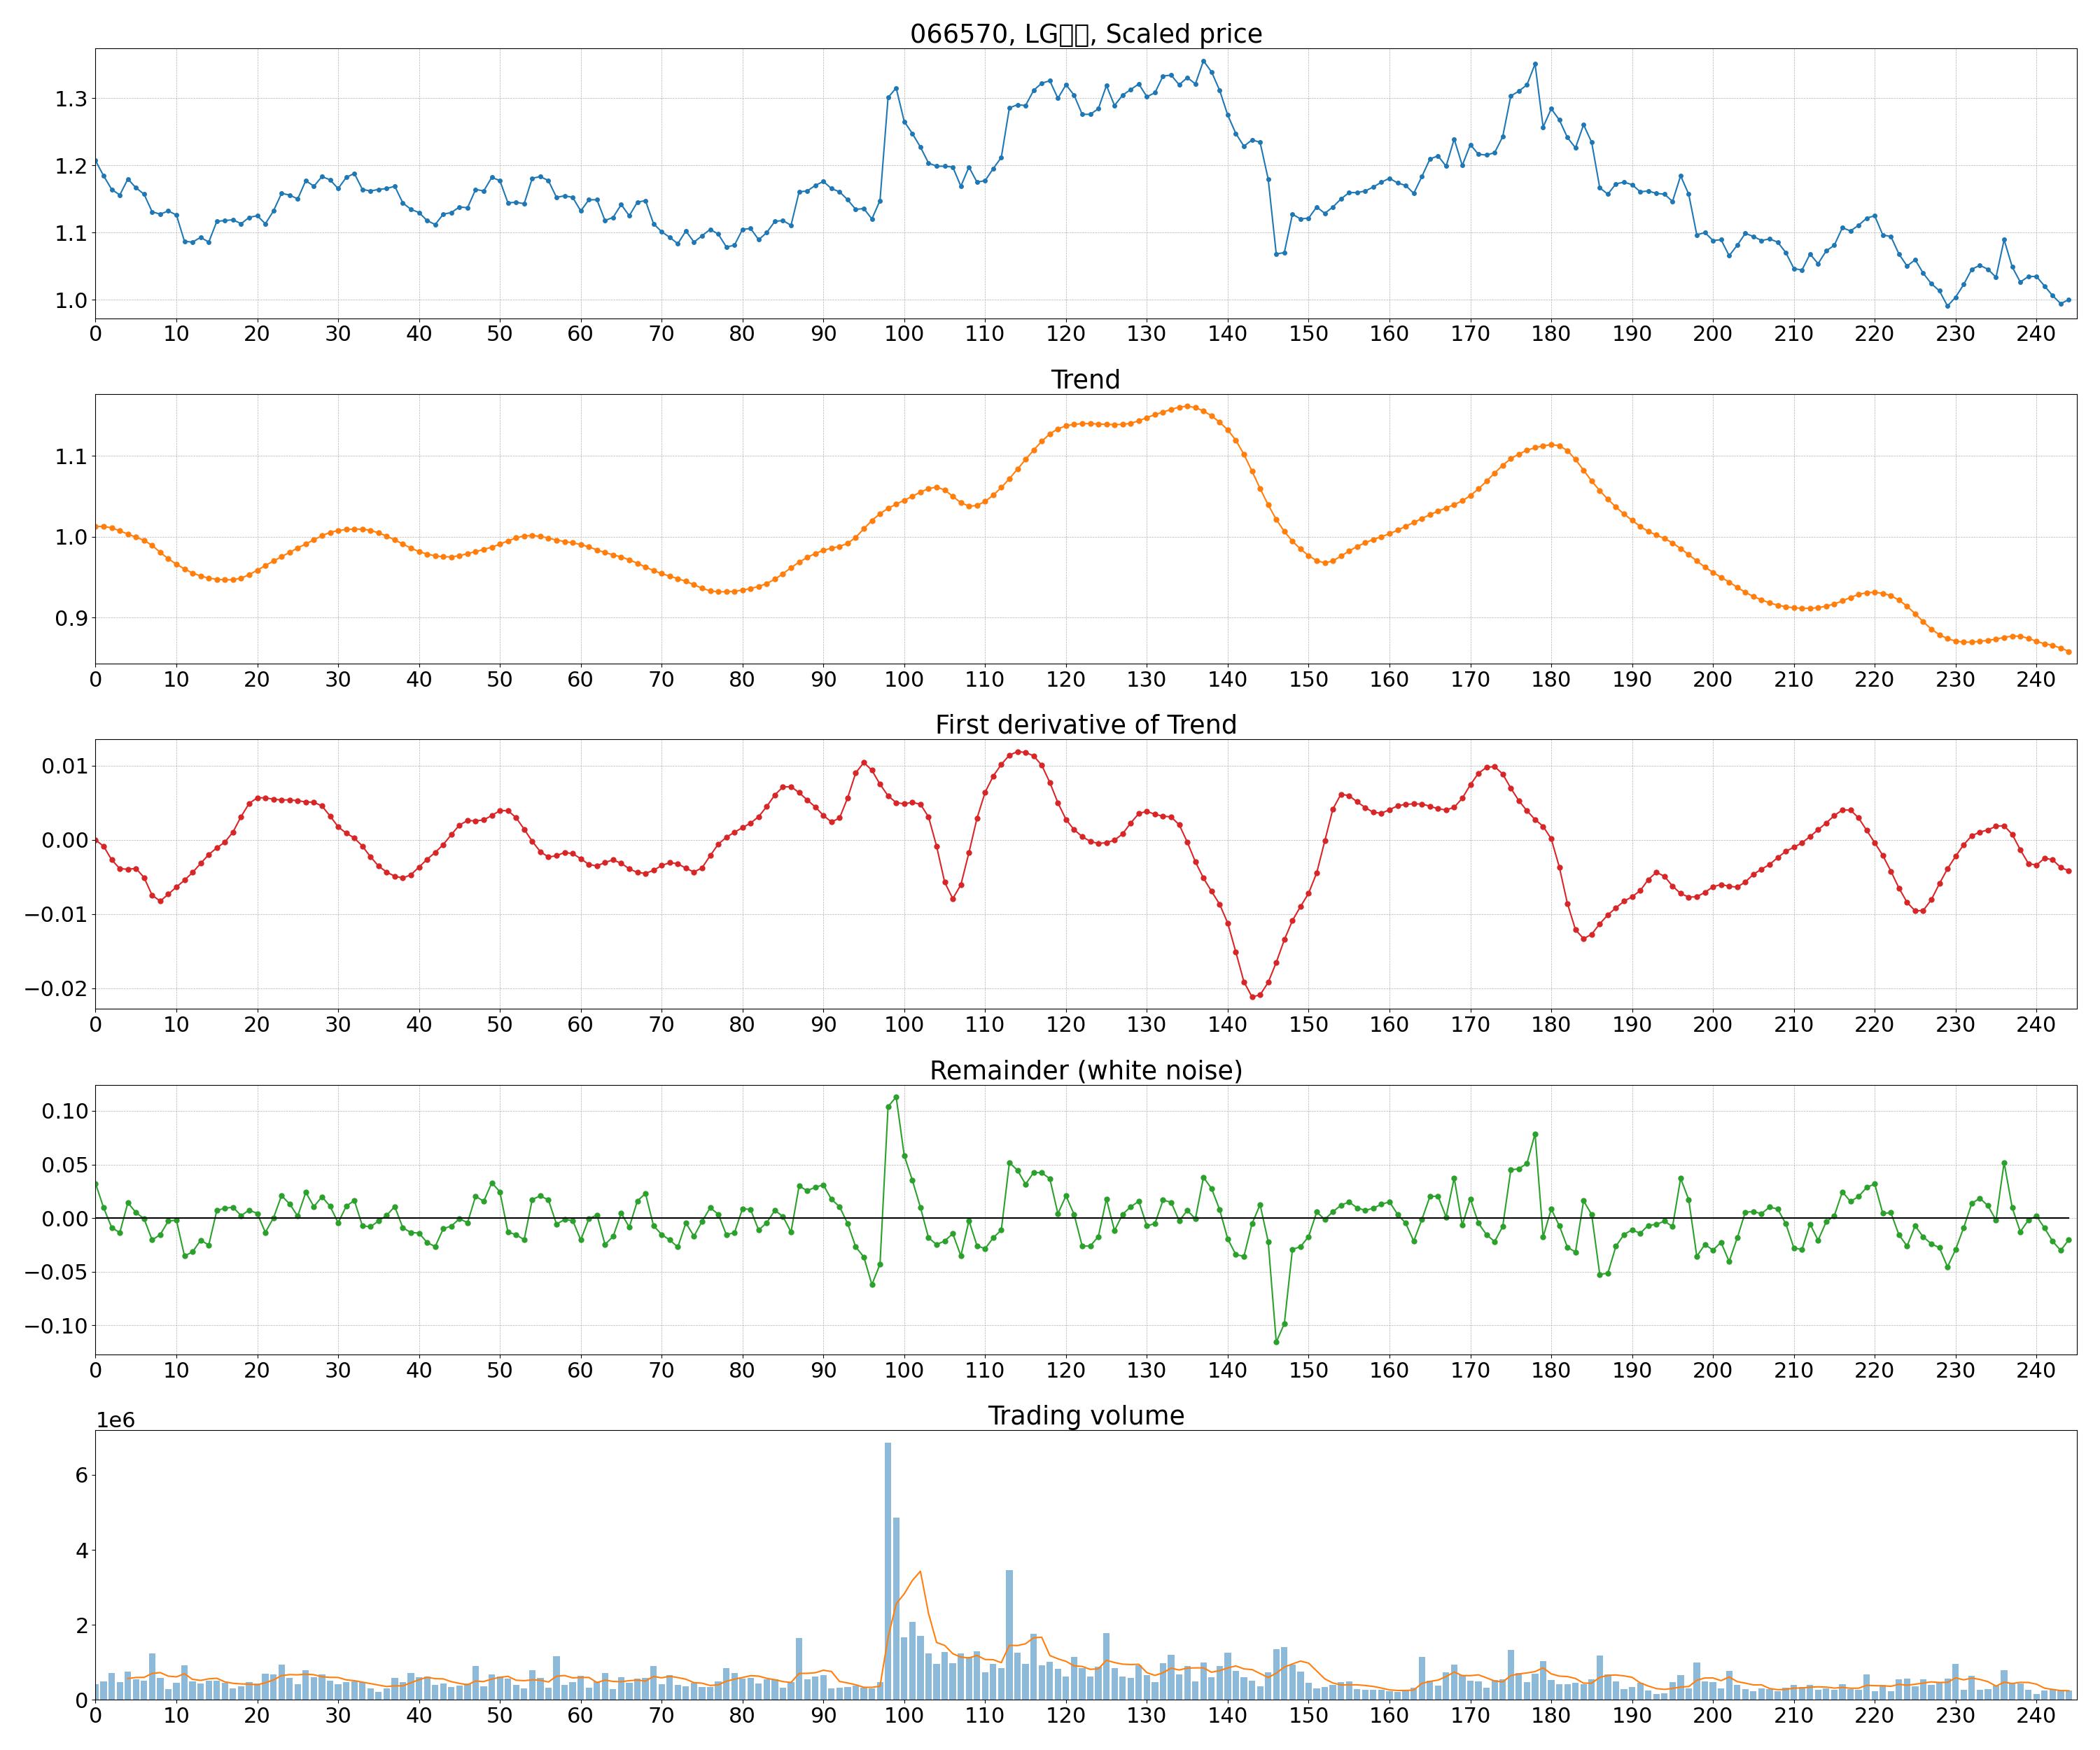 066570, LG□□, Scaled price
1.3
1.2
1.1
1.0
0 10 20 30 40 50 60 70 80 90 100 110 120 130 140 150 160 170 180 190 200 210 220 230 240
Trend
1.1
1.0
0.9
0 10 20 30 40 50 60 70 80 90 100 110 120 130 140 150 160 170 180 190 200 210 220 230 240
First derivative of Trend
0.01
0.00
−0.01
−0.02
0 10 20 30 40 50 60 70 80 90 100 110 120 130 140 150 160 170 180 190 200 210 220 230 240
Remainder (white noise)
0.10
0.05
0.00
−0.05
−0.10
0 10 20 30 40 50 60 70 80 90 100 110 120 130 140 150 160 170 180 190 200 210 220 230 240
Trading volume
1e6
6
4
2
0
0 10 20 30 40 50 60 70 80 90 100 110 120 130 140 150 160 170 180 190 200 210 220 230 240